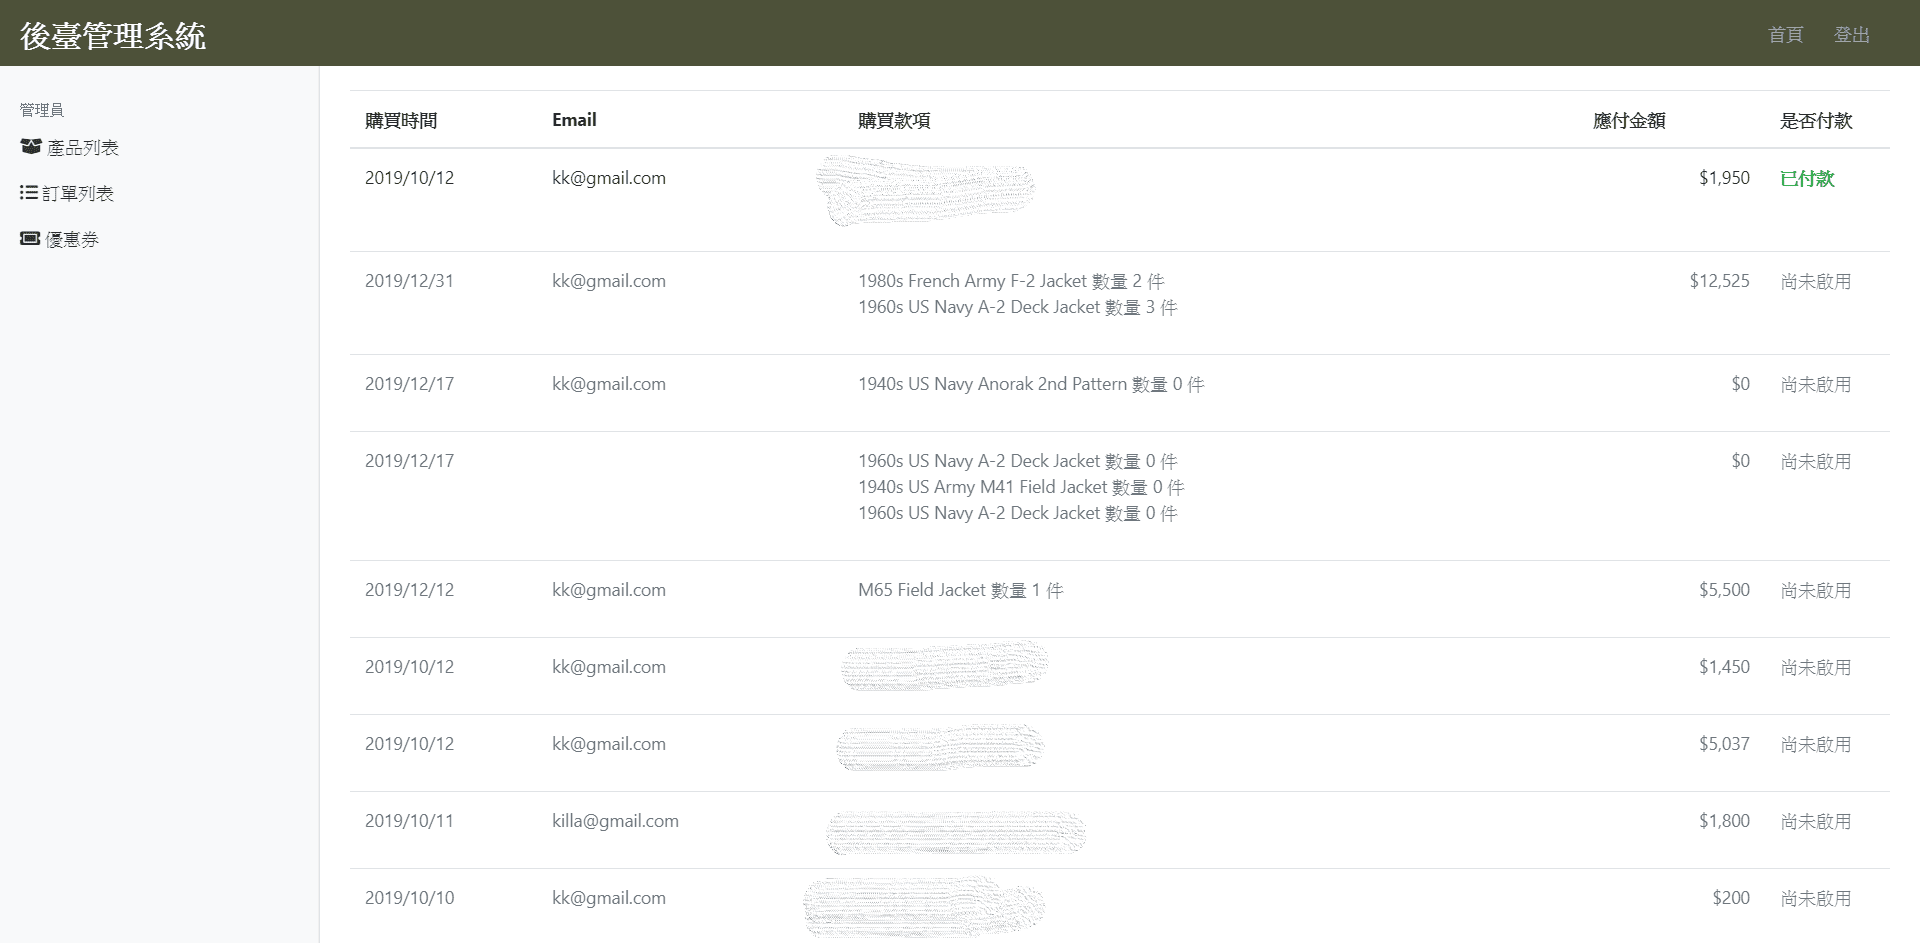 後臺管理系統
首頁 登出
管理員
產品列表
訂單列表
優惠券
購買時間 Email 購買款項 應付金額 是否付款
2019/10/12 kk@gmail.com $1,950 已付款
2019/12/31 kk@gmail.com 1980s French Army F-2 Jacket 數量 2 件 $12,525 尚未啟用
1960s US Navy A-2 Deck Jacket 數量 3 件
2019/12/17 kk@gmail.com 1940s US Navy Anorak 2nd Pattern 數量 0 件 $0 尚未啟用
2019/12/17 1960s US Navy A-2 Deck Jacket 數量 0 件 $0 尚未啟用
1940s US Army M41 Field Jacket 數量 0 件
1960s US Navy A-2 Deck Jacket 數量 0 件
2019/12/12 kk@gmail.com M65 Field Jacket 數量 1 件 $5,500 尚未啟用
2019/10/12 kk@gmail.com $1,450 尚未啟用
2019/10/12 kk@gmail.com $5,037 尚未啟用
2019/10/11 killa@gmail.com $1,800 尚未啟用
2019/10/10 kk@gmail.com $200 尚未啟用